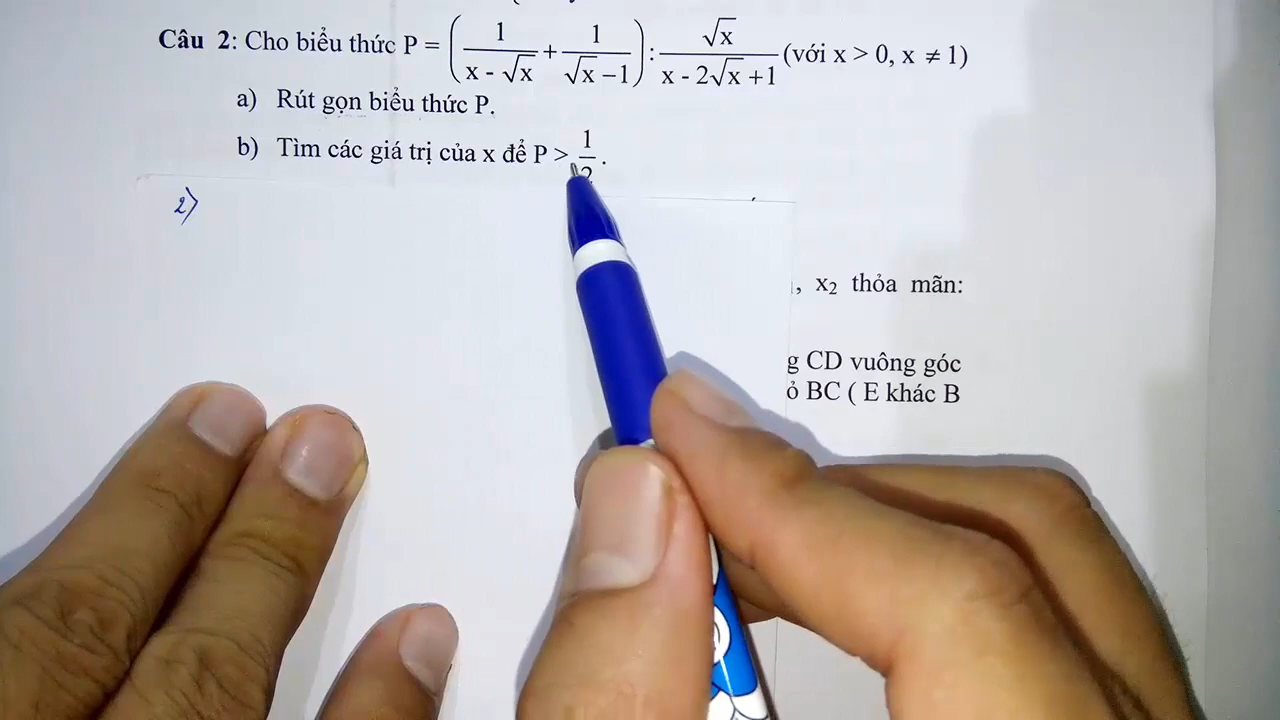 Câu 2: Cho biểu thức P = ( 1 / (x - √x) + 1 / (√x − 1) ) : √x / (x - 2√x + 1) (với x > 0, x ≠ 1)
a) Rút gọn biểu thức P.
b) Tìm các giá trị của x để P > 1/2.
2)
, x₂ thỏa mãn:
g CD vuông góc
BC ( E khác B